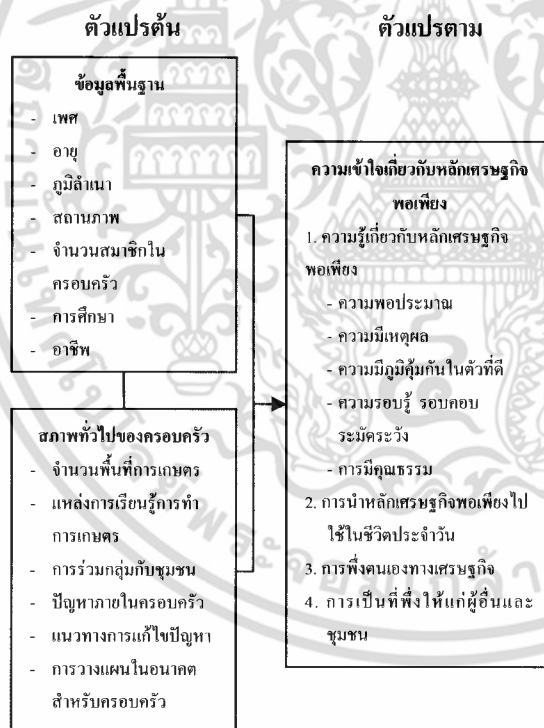 ตัวแปรต้น
ข้อมูลพื้นฐาน
- เพศ
- อายุ
- ภูมิลำเนา
- สถานภาพ
- จำนวนสมาชิกใน
ครอบครัว
- การศึกษา
- อาชีพ
สภาพทั่วไปของครอบครัว
- จำนวนพื้นที่การเกษตร
- แหล่งการเรียนรู้การทำ
การเกษตร
- การร่วมกลุ่มกับชุมชน
- ปัญหาภายในครอบครัว
- แนวทางการแก้ไขปัญหา
- การวางแผนในอนาคต
สำหรับครอบครัว
ตัวแปรตาม
ความเข้าใจเกี่ยวกับหลักเศรษฐกิจ
พอเพียง
1. ความรู้เกี่ยวกับหลักเศรษฐกิจ
พอเพียง
- ความพอประมาณ
- ความมีเหตุผล
- ความมีภูมิคุ้มกันในตัวที่ดี
- ความรอบรู้ รอบคอบ
ระมัดระวัง
- การมีคุณธรรม
2. การนำหลักเศรษฐกิจพอเพียงไป
ใช้ในชีวิตประจำวัน
3. การพึ่งตนเองทางเศรษฐกิจ
4. การเป็นที่พึ่งให้แก่ผู้อื่นและ
ชุมชน